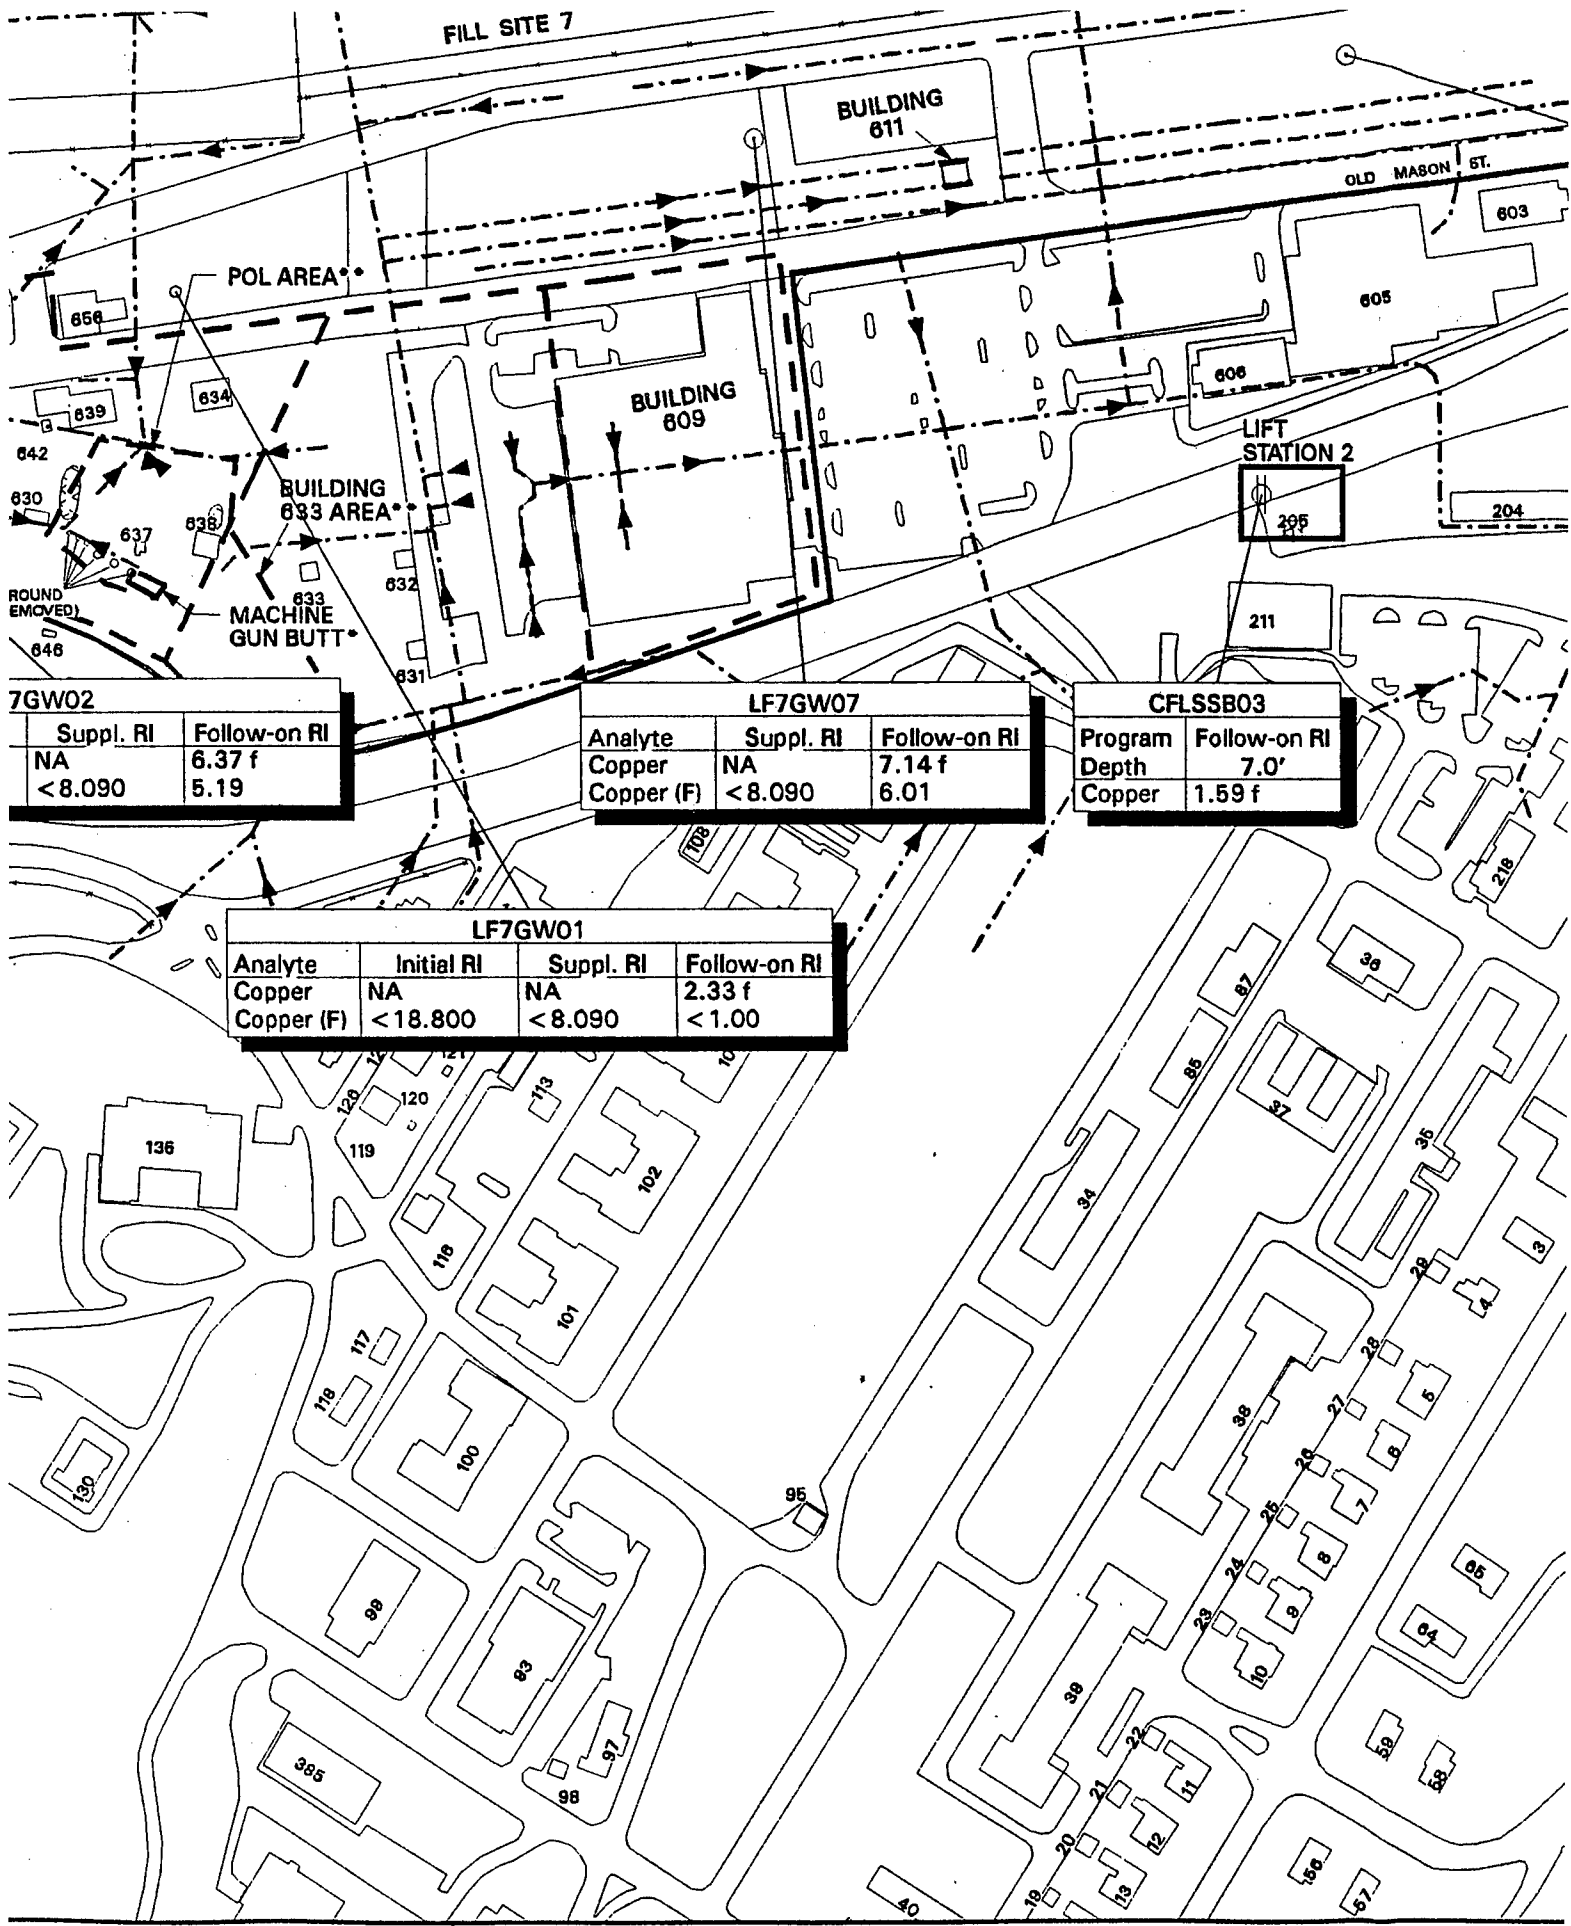 FILL SITE 7
BUILDING
611
OLD MASON ST.
603
POL AREA**
656
605
634
639
BUILDING
609
606
642
LIFT
STATION 2
630
BUILDING
633 AREA**
638
205
204
637
632
633
ROUND
EMOVED)
MACHINE
GUN BUTT*
211
646
631
7GW02
Suppl. RI Follow-on RI
NA 6.37 f
<8.090 5.19
LF7GW07
Analyte Suppl. RI Follow-on RI
Copper NA 7.14 f
Copper (F) <8.090 6.01
CFLSSB03
Program Follow-on RI
Depth 7.0'
Copper 1.59 f
108
218
LF7GW01
Analyte Initial RI Suppl. RI Follow-on RI
Copper NA NA 2.33 f
Copper (F) <18.800 <8.090 <1.00
87
36
85
121
126
120
113
37
136
119
35
102
34
116
3
29
4
101
117
28
118
5
27
38
100
6
26
130
95
7
25
8
24
65
99
9
23
64
93
10
39
22
59
97
58
385
11
21
98
12
20
56
13
57
19
40